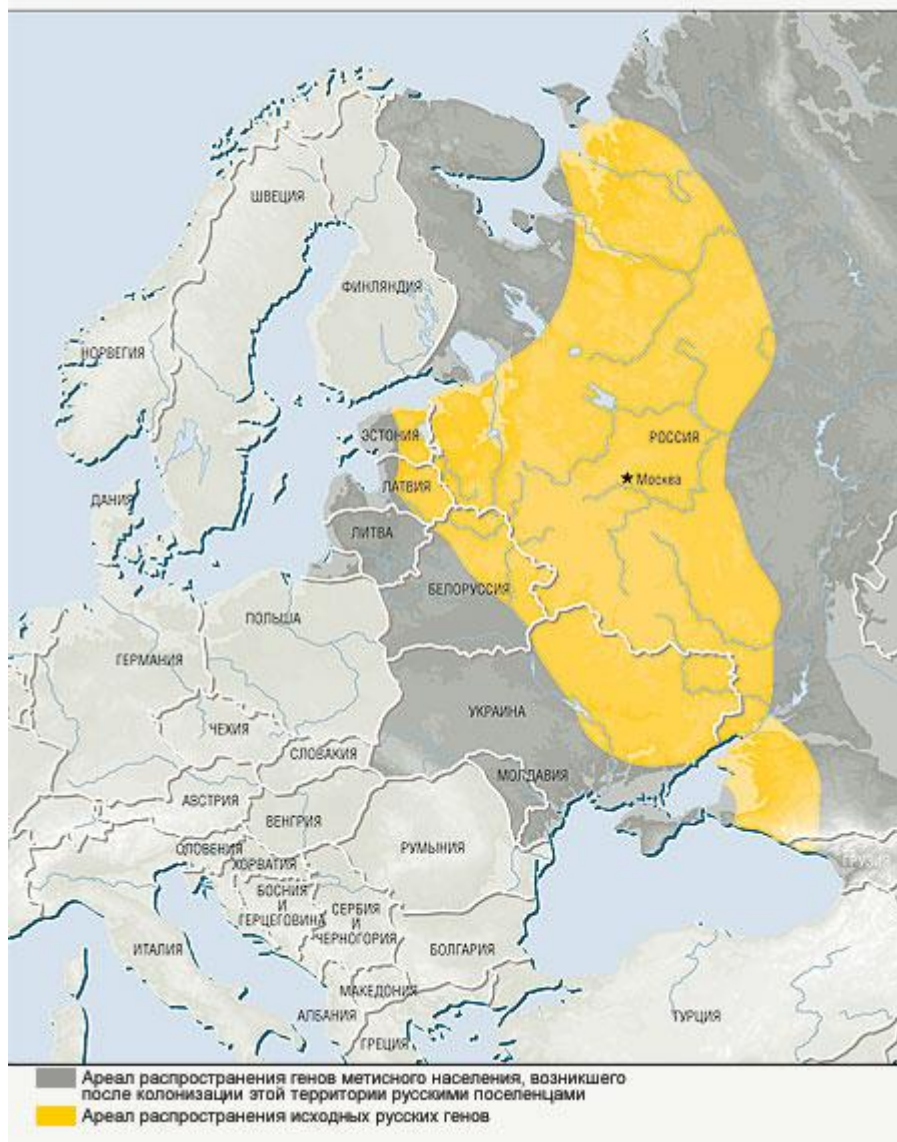 ШВЕЦИЯ
ФИНЛЯНДИЯ
НОРВЕГИЯ
ЭСТОНИЯ
РОССИЯ
Москва
ЛАТВИЯ
ДАНИЯ
ЛИТВА
БЕЛОРУССИЯ
ПОЛЬША
ГЕРМАНИЯ
УКРАИНА
ЧЕХИЯ
СЛОВАКИЯ
МОЛДАВИЯ
АВСТРИЯ
ВЕНГРИЯ
СЛОВЕНИЯ
РУМЫНИЯ
ХОРВАТИЯ
ГРУЗИЯ
БОСНИЯ
И
ГЕРЦЕГОВИНА
СЕРБИЯ
И
ЧЕРНОГОРИЯ
ИТАЛИЯ
БОЛГАРИЯ
МАКЕДОНИЯ
АЛБАНИЯ
ТУРЦИЯ
ГРЕЦИЯ
Ареал распространения генов метисного населения, возникшего
после колонизации этой территории русскими поселенцами
Ареал распространения исходных русских генов